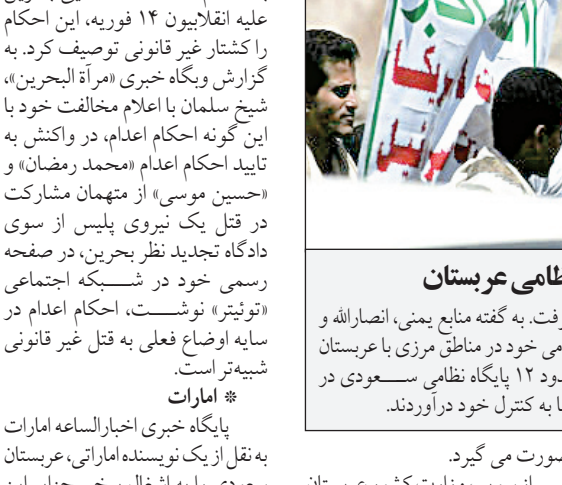 علیه انقلابیون ۱۴ فوریه، این احکام
را کشتار غیر قانونی توصیف کرد. به
گزارش وبگاه خبری «مرآة البحرین»،
شیخ سلمان با اعلام مخالفت خود با
این گونه احکام اعدام، در واکنش به
تایید احکام اعدام «محمد رمضان» و
«حسین موسی» از متهمان مشارکت
در قتل یک نیروی پلیس از سوی
دادگاه تجدید نظر بحرین، در صفحه
رسمی خود در شبکه اجتماعی
«توئیتر» نوشت، احکام اعدام در
سایه اوضاع فعلی به قتل غیر قانونی
شبیه‌تر است.
* امارات
پایگاه خبری اخبارالساعه امارات
به نقل از یک نویسنده اماراتی، عربستان
ظامی عربستان
رفت. به گفته منابع یمنی، انصارالله و
می خود در مناطق مرزی با عربستان
دود ۱۲ پایگاه نظامی سعودی در
ا به کنترل خود درآوردند.
صورت می گیرد.